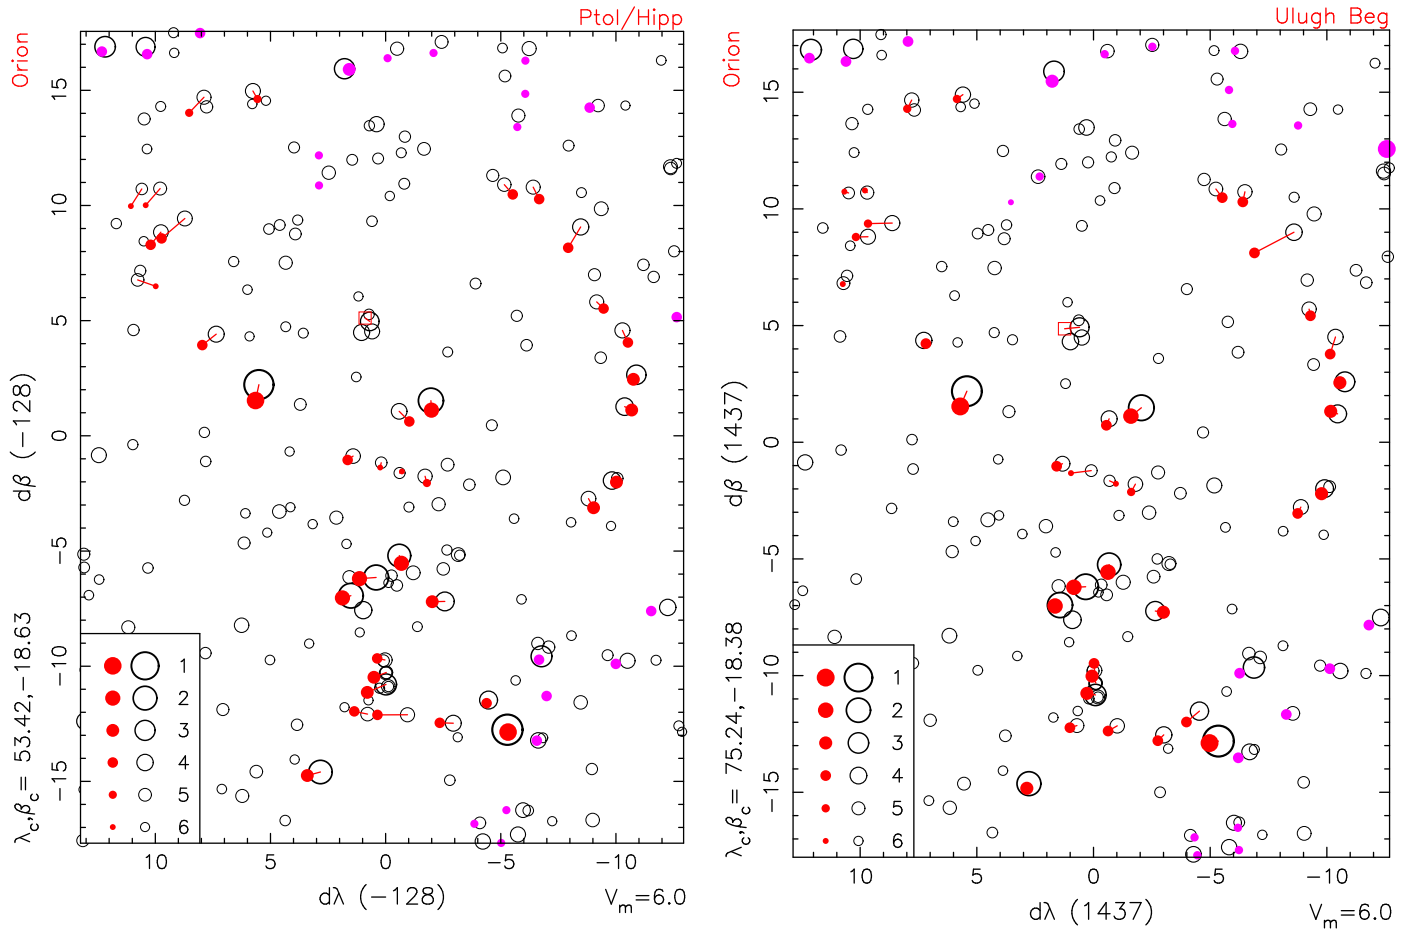 Ptol/Hipp
Orion
15
10
5
0
−5
−10
−15
dβ (−128)
λc,βc= 53.42,−18.63
1
2
3
4
5
6
10 5 0 −5 −10
dλ (−128)
Vm=6.0
Ulugh Beg
Orion
15
10
5
0
−5
−10
−15
dβ (1437)
λc,βc= 75.24,−18.38
1
2
3
4
5
6
10 5 0 −5 −10
dλ (1437)
Vm=6.0